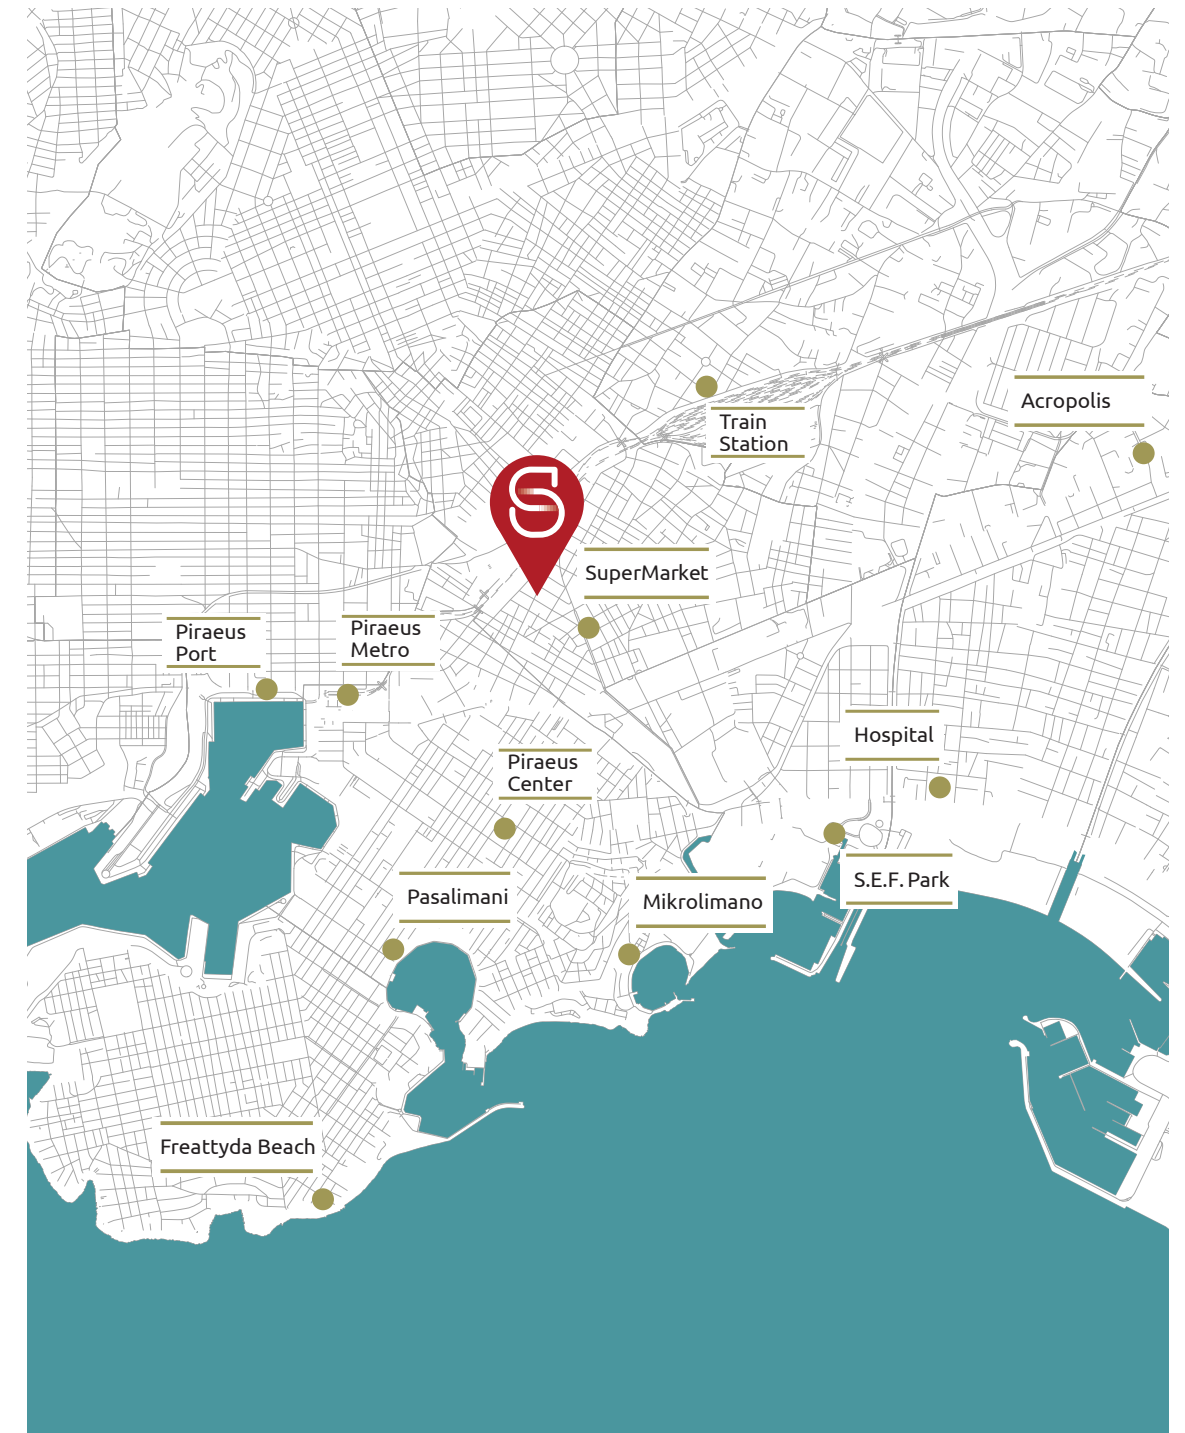 Acropolis
Train
Station
S
SuperMarket
Piraeus
Port
Piraeus
Metro
Hospital
Piraeus
Center
S.E.F. Park
Pasalimani
Mikrolimano
Freattyda Beach